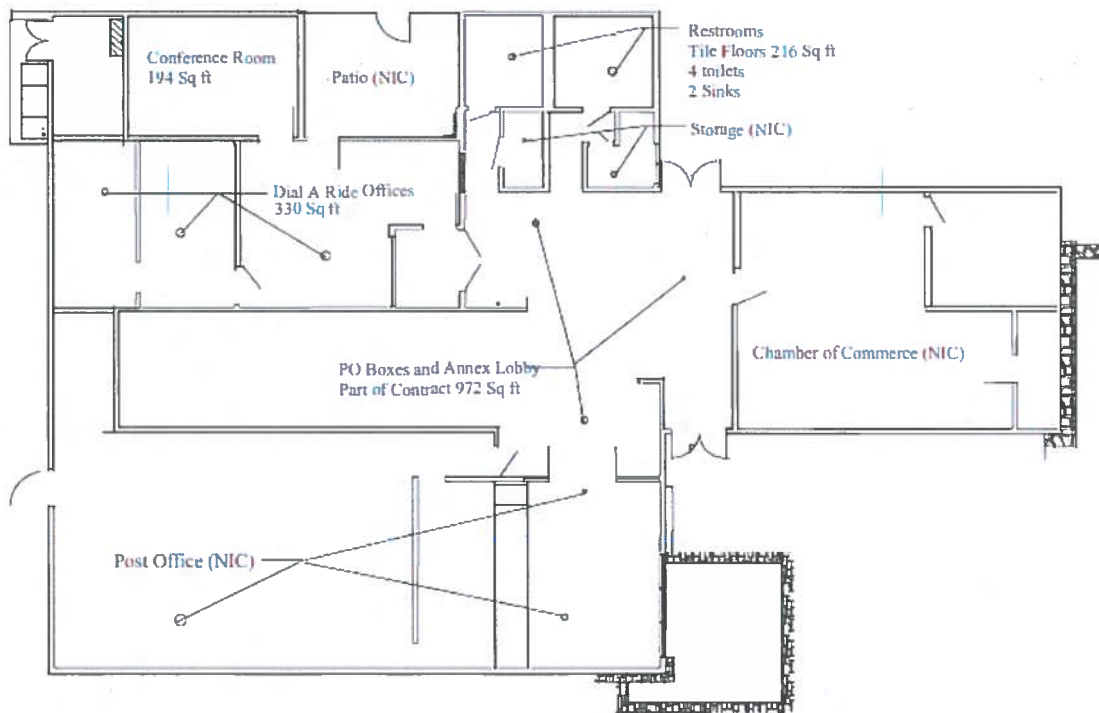 Restrooms
Tile Floors 216 Sq ft
4 toilets
2 Sinks
Conference Room
194 Sq ft
Patio (NIC)
Storage (NIC)
Dial A Ride Offices
330 Sq ft
PO Boxes and Annex Lobby
Part of Contract 972 Sq ft
Chamber of Commerce (NIC)
Post Office (NIC)